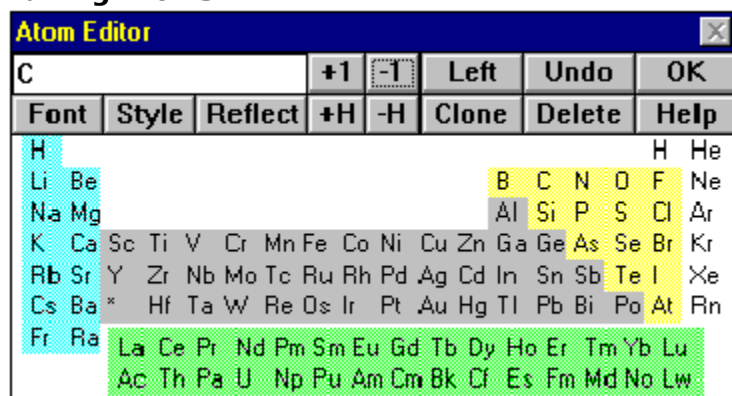 Atom Editor
C +1 -1 Left Undo OK
Font Style Reflect +H -H Clone Delete Help
H H He
Li Be B C N O F Ne
Na Mg Al Si P S Cl Ar
K Ca Sc Ti V Cr Mn Fe Co Ni Cu Zn Ga Ge As Se Br Kr
Rb Sr Y Zr Nb Mo Tc Ru Rh Pd Ag Cd In Sn Sb Te I Xe
Cs Ba * Hf Ta W Re Os Ir Pt Au Hg Tl Pb Bi Po At Rn
Fr Ra La Ce Pr Nd Pm Sm Eu Gd Tb Dy Ho Er Tm Yb Lu
Ac Th Pa U Np Pu Am Cm Bk Cf Es Fm Md No Lw